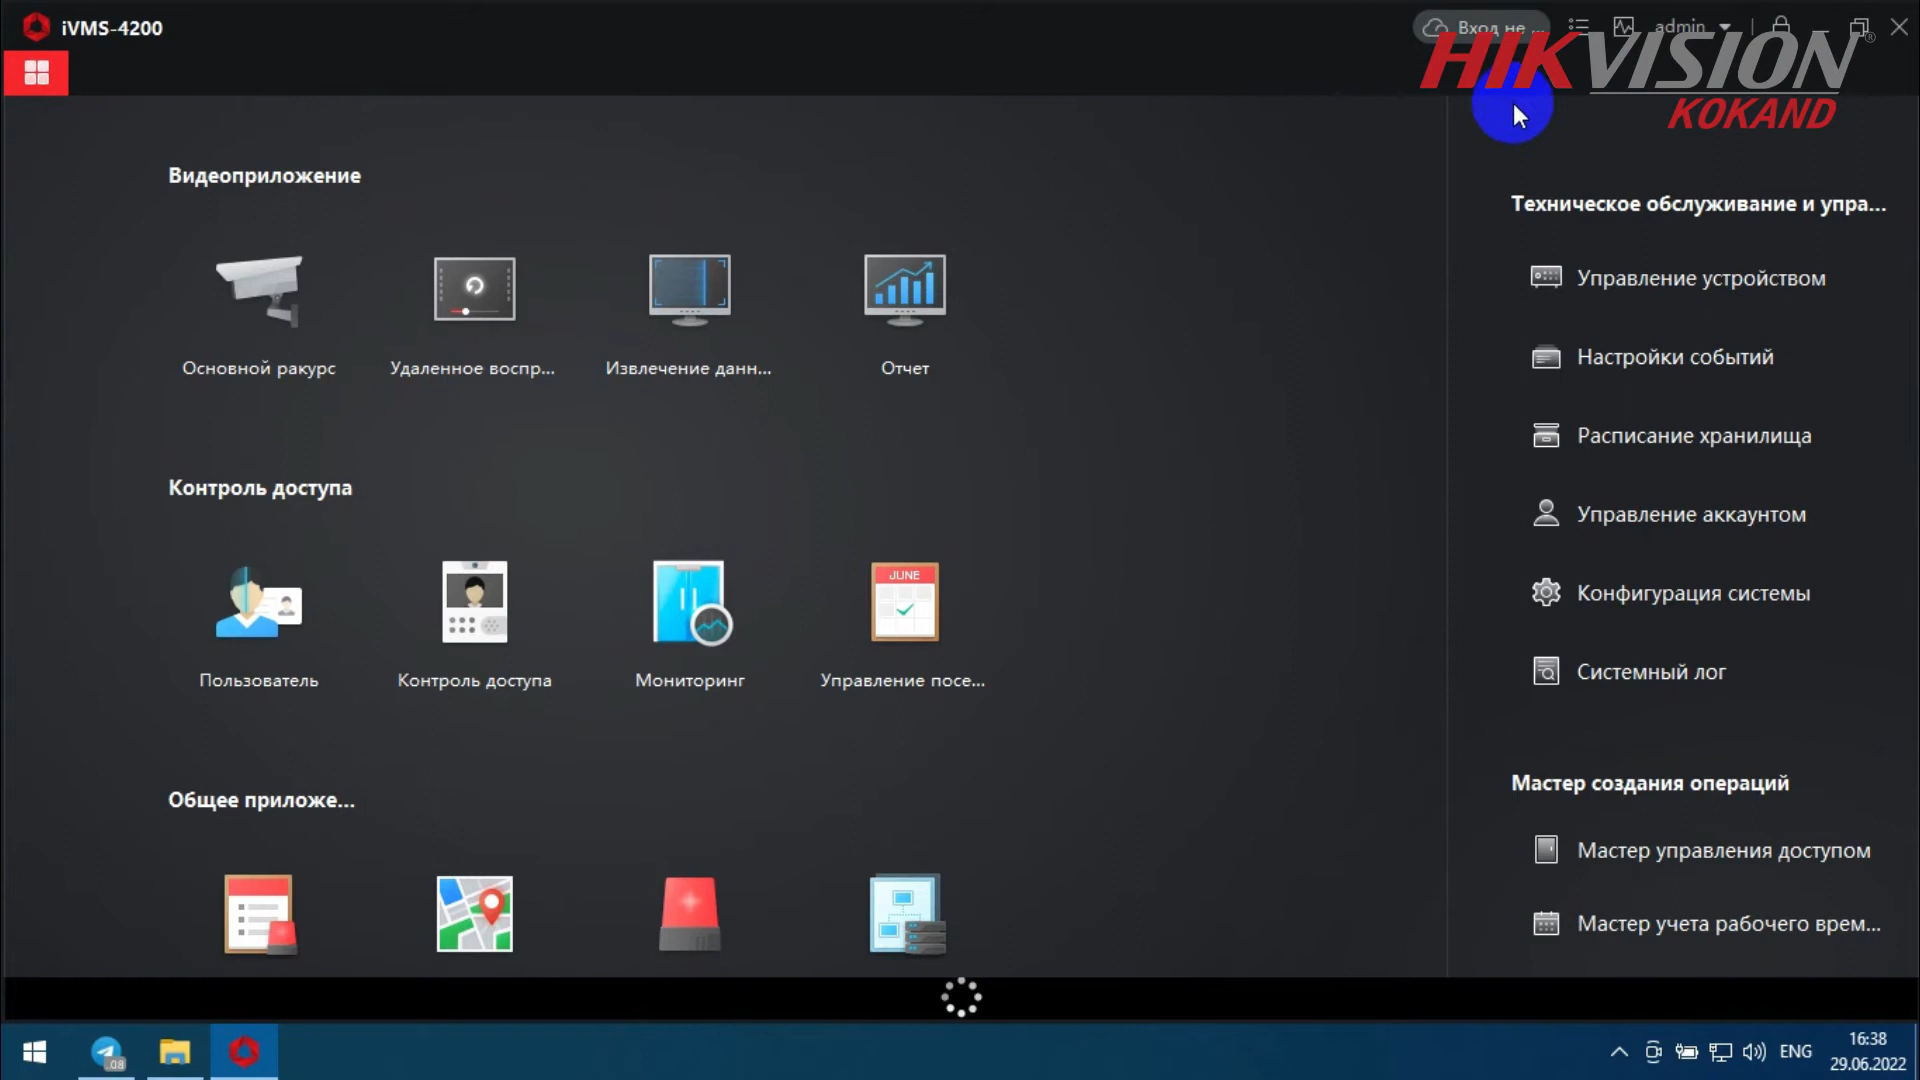 iVMS-4200
Вход не ...
admin
HIKVISION®
KOKAND
Видеоприложение
Основной ракурс
Удаленное воспр...
Извлечение данн...
Отчет
Контроль доступа
JUNE
Пользователь
Контроль доступа
Мониторинг
Управление посе...
Общее приложе...
Техническое обслуживание и упра...
Управление устройством
Настройки событий
Расписание хранилища
Управление аккаунтом
Конфигурация системы
Системный лог
Мастер создания операций
Мастер управления доступом
Мастер учета рабочего врем...
.08
ENG
16:38
29.06.2022